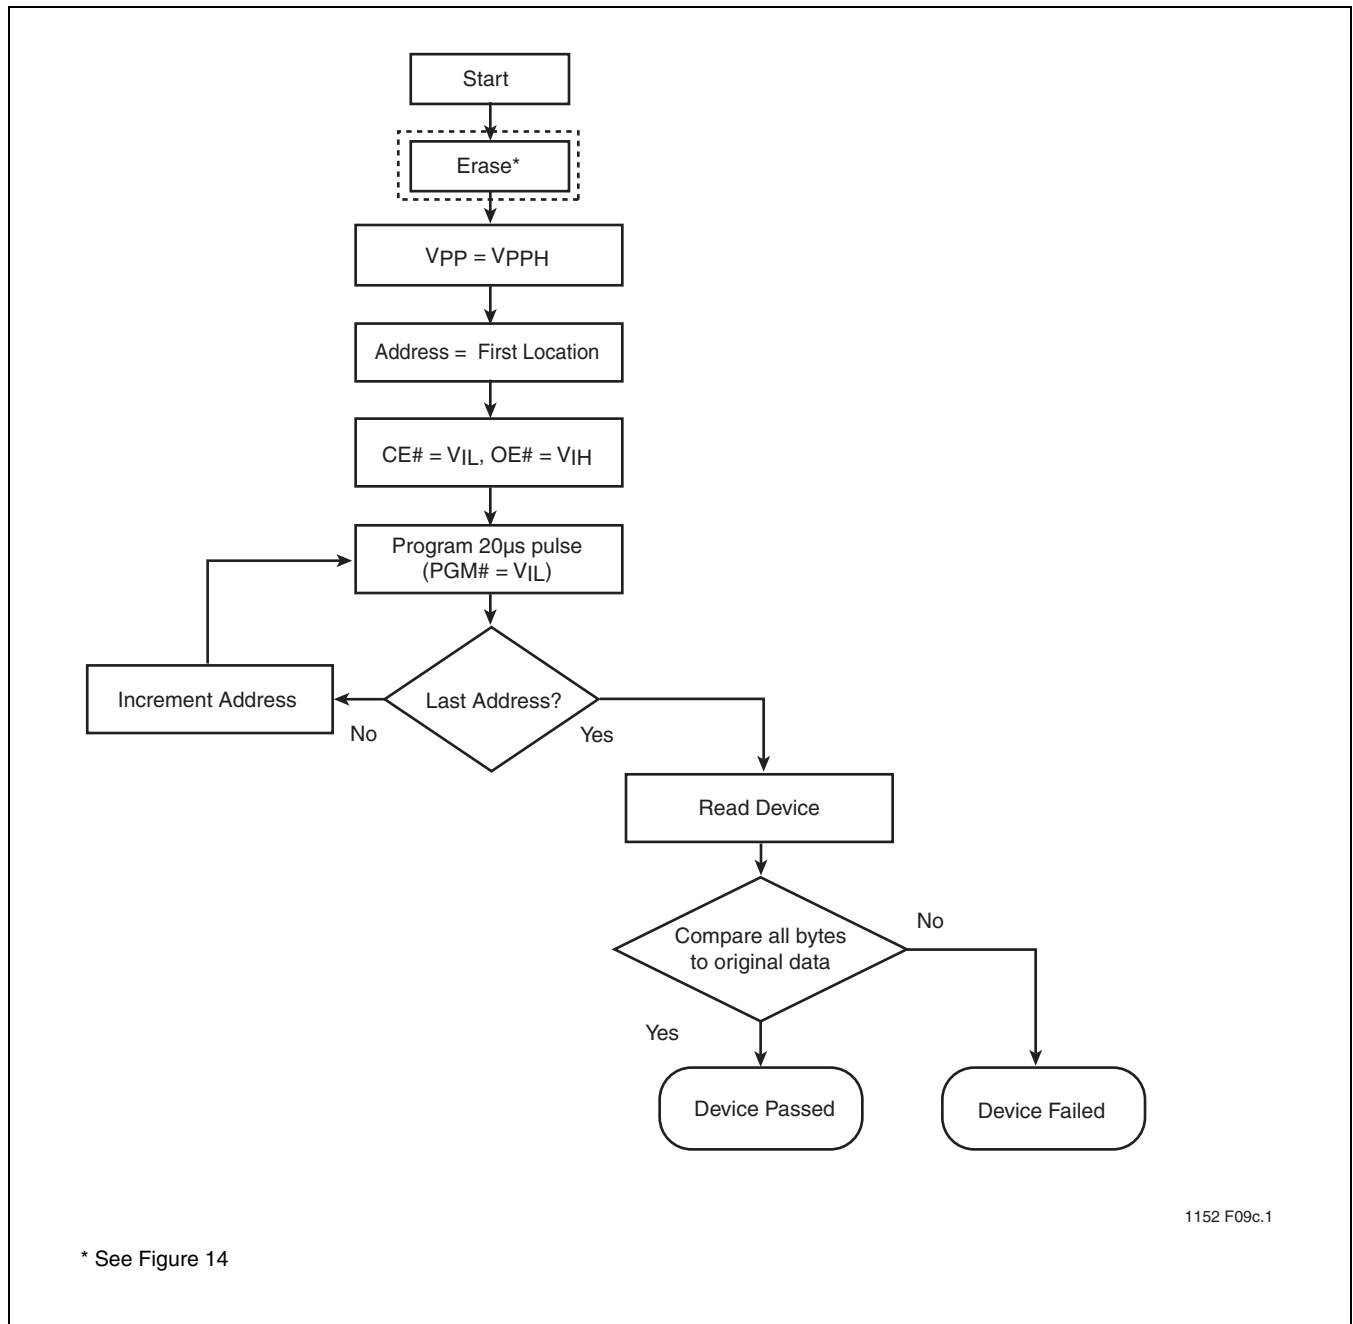 Start
Erase*
VPP = VPPH
Address = First Location
CE# = VIL, OE# = VIH
Program 20µs pulse
(PGM# = VIL)
Increment Address
Last Address?
No
Yes
Read Device
Compare all bytes
to original data
No
Yes
Device Passed
Device Failed
1152 F09c.1
* See Figure 14